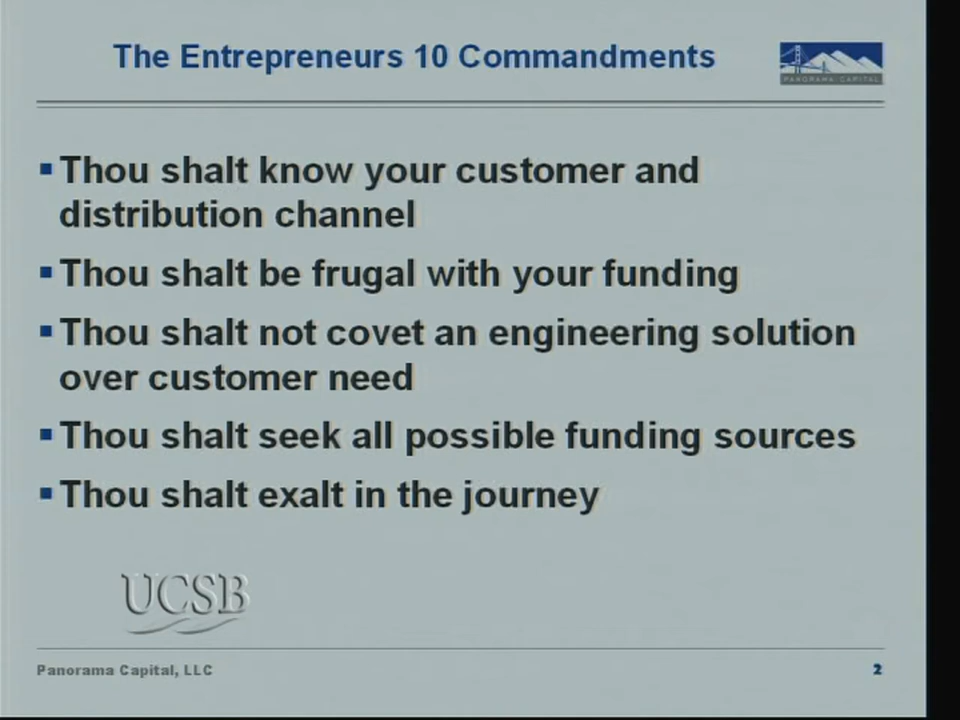 The Entrepreneurs 10 Commandments
PANORAMA CAPITAL
Thou shalt know your customer and
distribution channel
Thou shalt be frugal with your funding
Thou shalt not covet an engineering solution
over customer need
Thou shalt seek all possible funding sources
Thou shalt exalt in the journey
UCSB
Panorama Capital, LLC
2